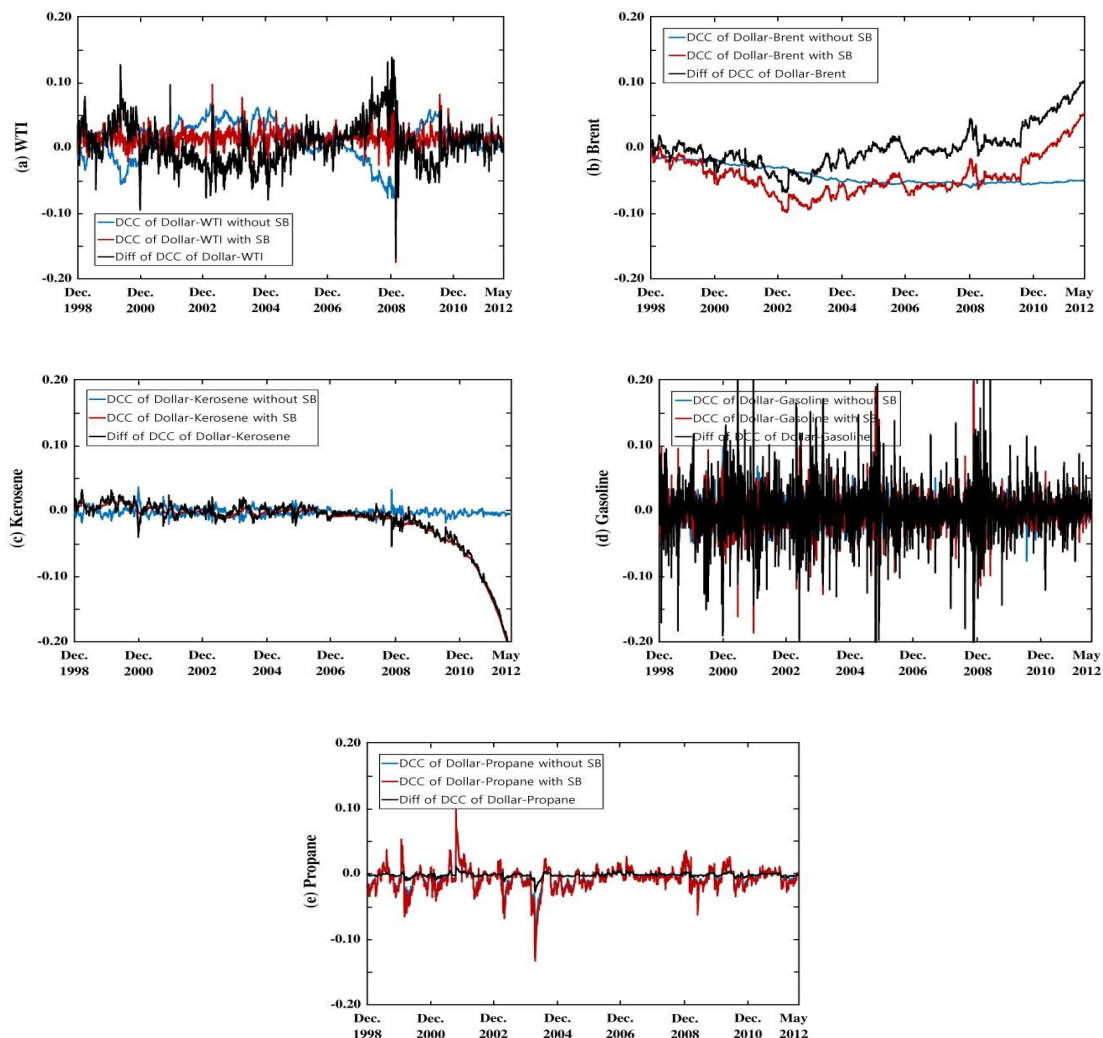 0.20
0.10
0.0
-0.10
-0.20
(a) WTI
DCC of Dollar-WTI without SB
DCC of Dollar-WTI with SB
Diff of DCC of Dollar-WTI
Dec. Dec. Dec. Dec. Dec. Dec. Dec. May
1998 2000 2002 2004 2006 2008 2010 2012
0.20
0.10
0.0
-0.10
-0.20
(b) Brent
DCC of Dollar-Brent without SB
DCC of Dollar-Brent with SB
Diff of DCC of Dollar-Brent
Dec. Dec. Dec. Dec. Dec. Dec. Dec. May
1998 2000 2002 2004 2006 2008 2010 2012
0.20
0.10
0.0
-0.10
-0.20
(c) Kerosene
DCC of Dollar-Kerosene without SB
DCC of Dollar-Kerosene with SB
Diff of DCC of Dollar-Kerosene
Dec. Dec. Dec. Dec. Dec. Dec. Dec. May
1998 2000 2002 2004 2006 2008 2010 2012
0.20
0.10
0.0
-0.10
-0.20
(d) Gasoline
DCC of Dollar-Gasoline without SB
DCC of Dollar-Gasoline with SB
Diff of DCC of Dollar-Gasoline
Dec. Dec. Dec. Dec. Dec. Dec. Dec. May
1998 2000 2002 2004 2006 2008 2010 2012
0.20
0.10
0.0
-0.10
-0.20
(e) Propane
DCC of Dollar-Propane without SB
DCC of Dollar-Propane with SB
Diff of DCC of Dollar-Propane
Dec. Dec. Dec. Dec. Dec. Dec. Dec. May
1998 2000 2002 2004 2006 2008 2010 2012